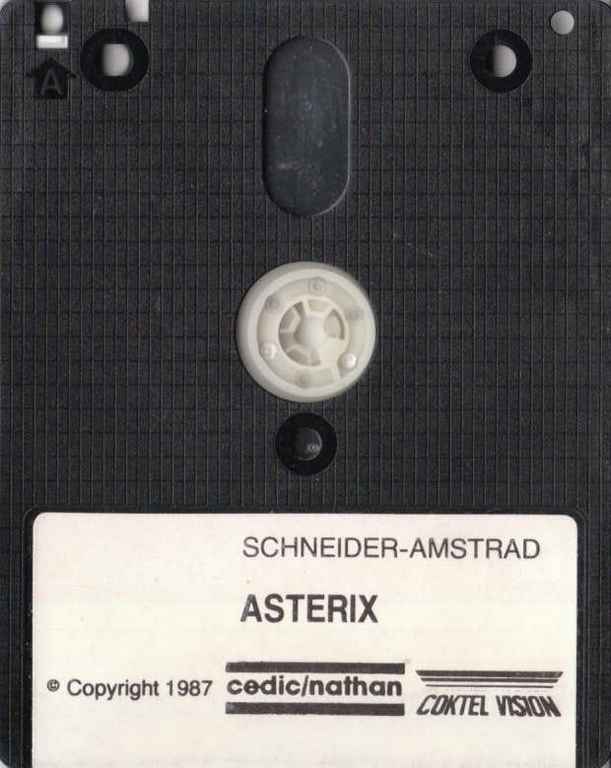 A
SCHNEIDER-AMSTRAD
ASTERIX
© Copyright 1987 cedic/nathan COKTEL VISION